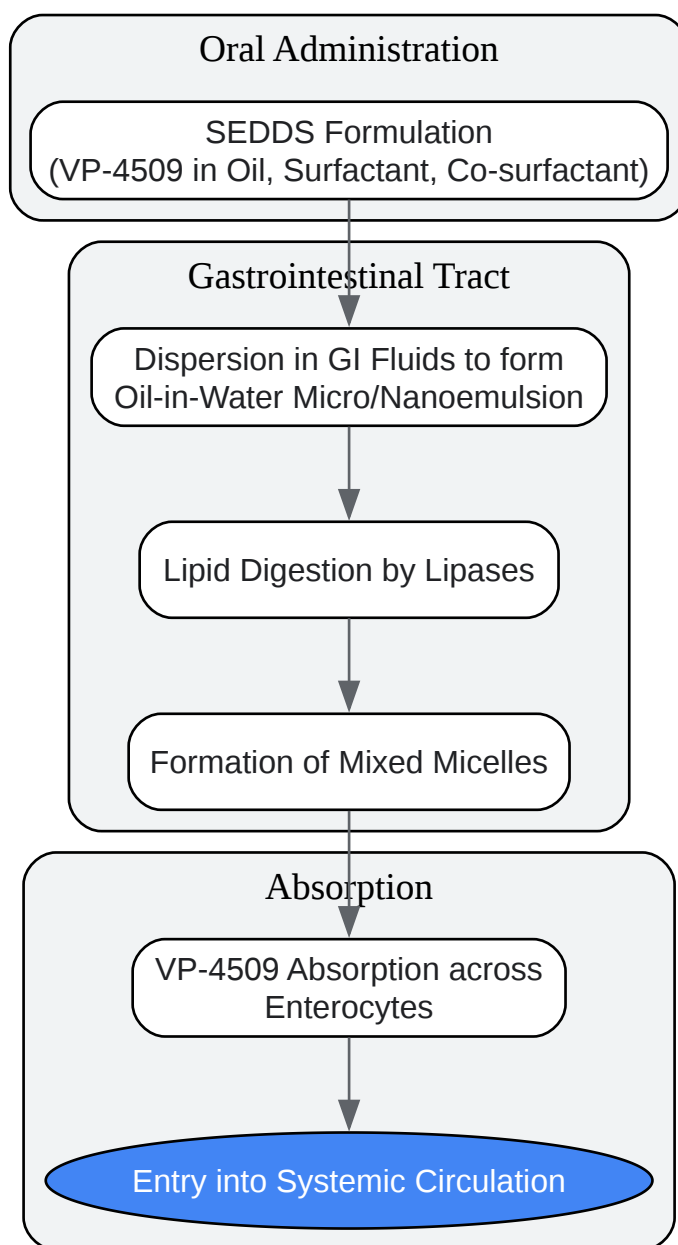 Oral Administration
SEDDS Formulation
(VP-4509 in Oil, Surfactant, Co-surfactant)
Gastrointestinal Tract
Dispersion in GI Fluids to form
Oil-in-Water Micro/Nanoemulsion
Lipid Digestion by Lipases
Formation of Mixed Micelles
Absorption
VP-4509 Absorption across
Enterocytes
Entry into Systemic Circulation